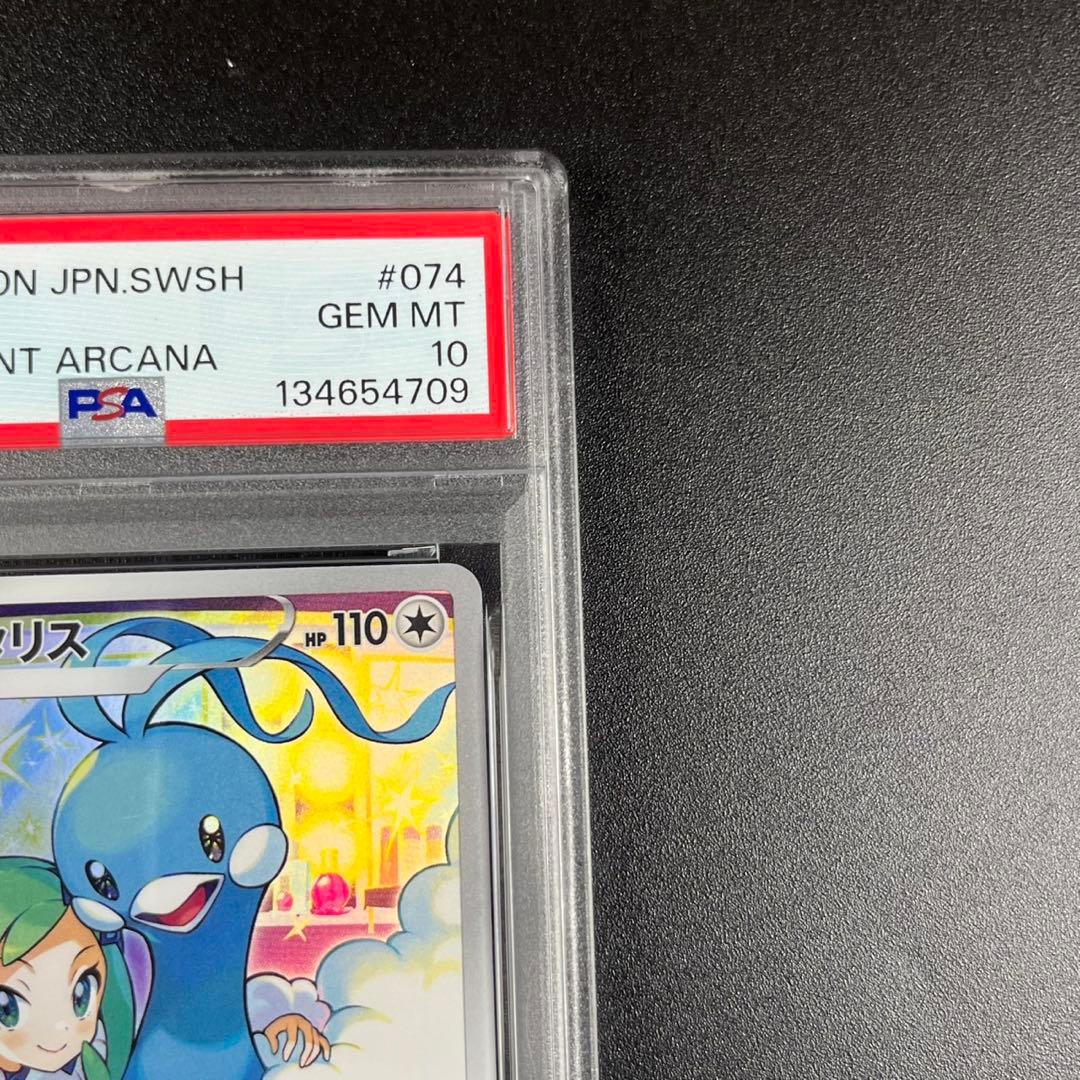 ON JPN.SWSH #074
GEM MT
NT ARCANA 10
PSA 134654709
リス HP 110